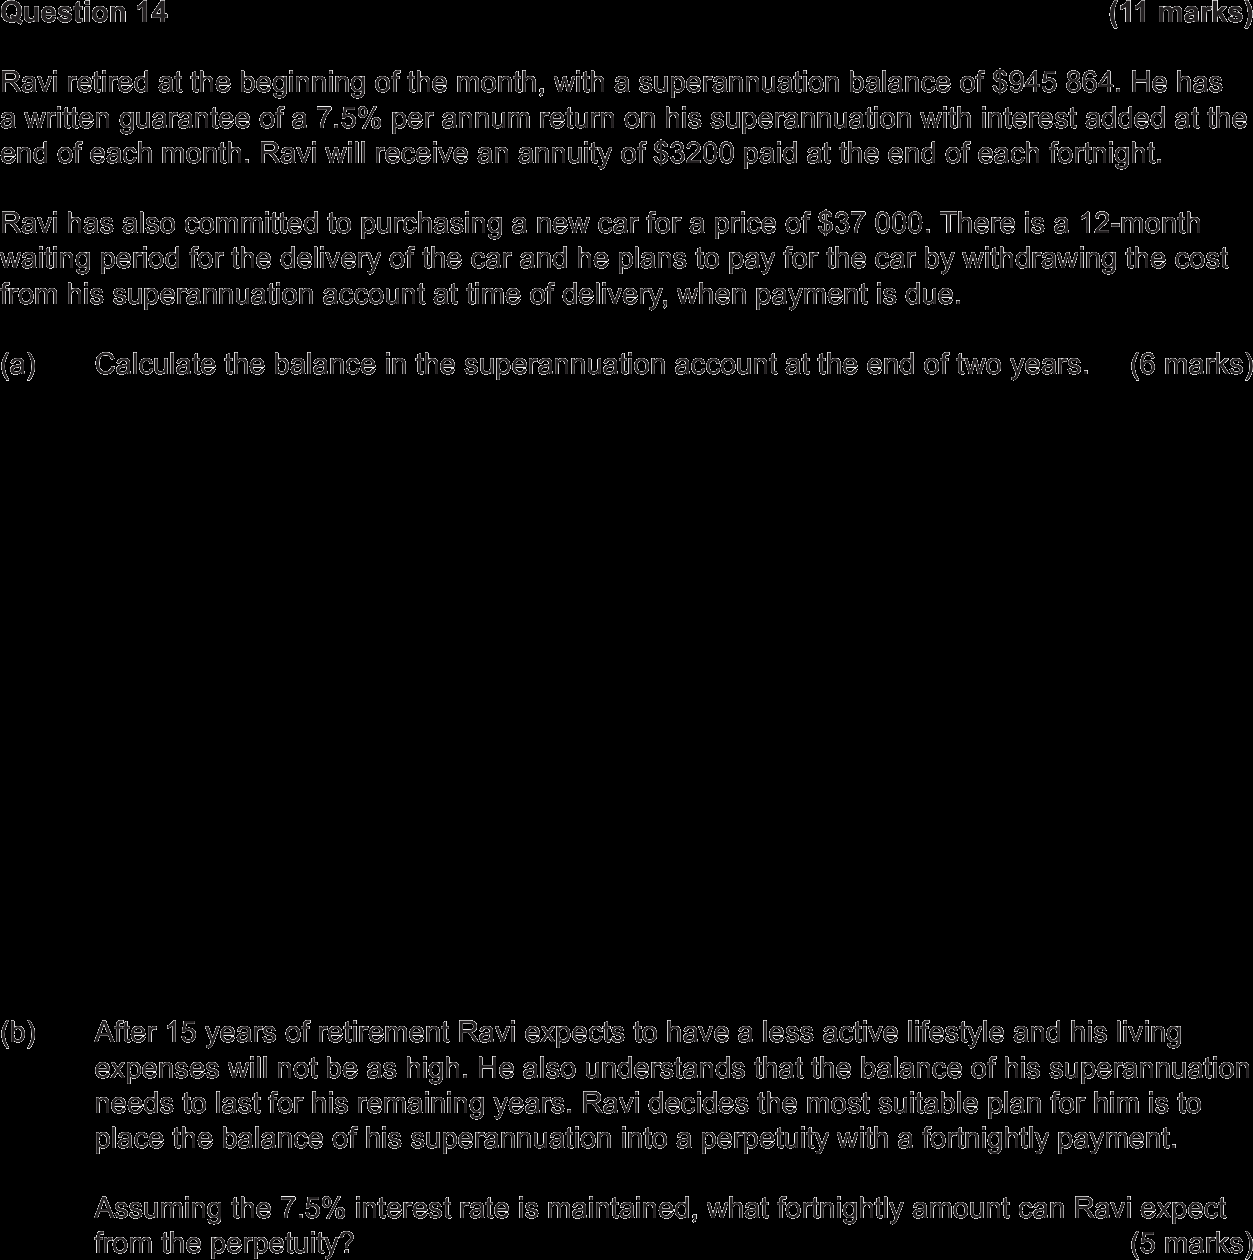 Question 14 (11 marks)
Ravi retired at the beginning of the month, with a superannuation balance of $945 864. He has
a written guarantee of a 7.5% per annum return on his superannuation with interest added at the
end of each month. Ravi will receive an annuity of $3200 paid at the end of each fortnight.
Ravi has also committed to purchasing a new car for a price of $37 000. There is a 12-month
waiting period for the delivery of the car and he plans to pay for the car by withdrawing the cost
from his superannuation account at time of delivery, when payment is due.
(a) Calculate the balance in the superannuation account at the end of two years. (6 marks)
(b) After 15 years of retirement Ravi expects to have a less active lifestyle and his living
expenses will not be as high. He also understands that the balance of his superannuation
needs to last for his remaining years. Ravi decides the most suitable plan for him is to
place the balance of his superannuation into a perpetuity with a fortnightly payment.
Assuming the 7.5% interest rate is maintained, what fortnightly amount can Ravi expect
from the perpetuity? (5 marks)